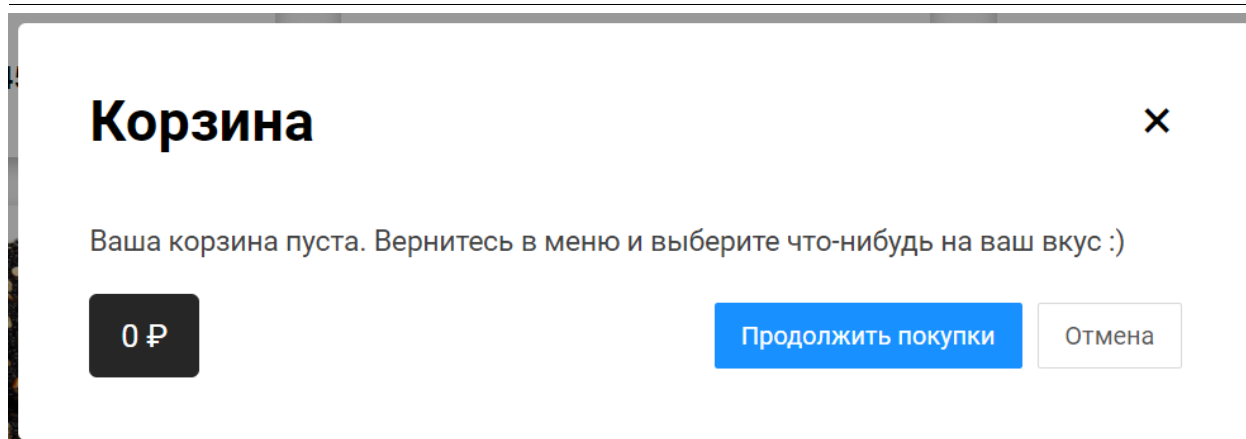 Корзина
×
Ваша корзина пуста. Вернитесь в меню и выберите что-нибудь на ваш вкус :)
0 ₽
Продолжить покупки
Отмена